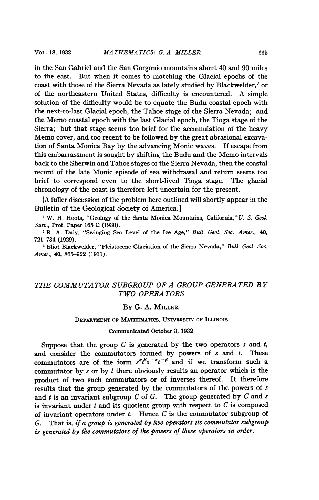 VOL. 18, 1932 MATHEMATICS: G. A. MILLER
in the San Gabriel and the San Gorgonio mountains about 40 and 90 miles
to the east. But when it comes to matching the Glacial epochs of the
coast with those of the Sierra Nevada as lately studied by Blackwelder,³ or
of the northeastern United States, difficulty is encountered. A simple
solution of the difficulty would be to equate the Budu coastal epoch with
the next-to-last Glacial epoch, the Tahoe stage of the Sierra Nevada; and
the Memo coastal epoch with the last Glacial epoch, the Tioga stage of the
Sierra; but that stage seems too brief for the accumulation of the heavy
Memo cover, and too recent to be followed by the great abrasional excava-
tion of Santa Monica Bay by the advancing Monic waves. If escape from
this embarrassment is sought by shifting the Budu and the Memo intervals
back to the Sherwin and Tahoe stages of the Sierra Nevada, then the coastal
record of the late Monic episode of sea withdrawal and return seems too
brief to correspond even to the short-lived Tioga stage. The glacial
chronology of the coast is therefore left uncertain for the present.
[A fuller discussion of the problem here outlined will shortly appear in the
Bulletin of the Geological Society of America.]
¹ W. H. Hoots, "Geology of the Santa Monica Mountains, California," U. S. Geol.
Surv., Prof. Paper 165-C (1930).
² R. A. Daly, "Swinging Sea Level of the Ice Age," Bull. Geol. Soc. Amer., 40,
721–734 (1929).
³ Eliot Blackwelder, "Pleistocene Glaciation of the Sierra Nevada," Bull. Geol. Soc.
Amer., 42, 865–922 (1931).
THE COMMUTATOR SUBGROUP OF A GROUP GENERATED BY
TWO OPERATORS
BY G. A. MILLER
DEPARTMENT OF MATHEMATICS, UNIVERSITY OF ILLINOIS
Communicated October 3, 1932
Suppose that the group G is generated by the two operators s and t,
and consider the commutators formed by powers of s and t. These
commutators are of the form and if we transform such a
commutator by s or by t there obviously results an operator which is the
product of two such commutators or of inverses thereof. It therefore
results that the group generated by the commutators of the powers of s
and t is an invariant subgroup C of G. The group generated by C and s
is invariant under t and its quotient group with respect to C is composed
of invariant operators under t. Hence C is the commutator subgroup of
G. That is, if a group is generated by two operators its commutator subgroup
is generated by the commutators of the powers of these operators in order.